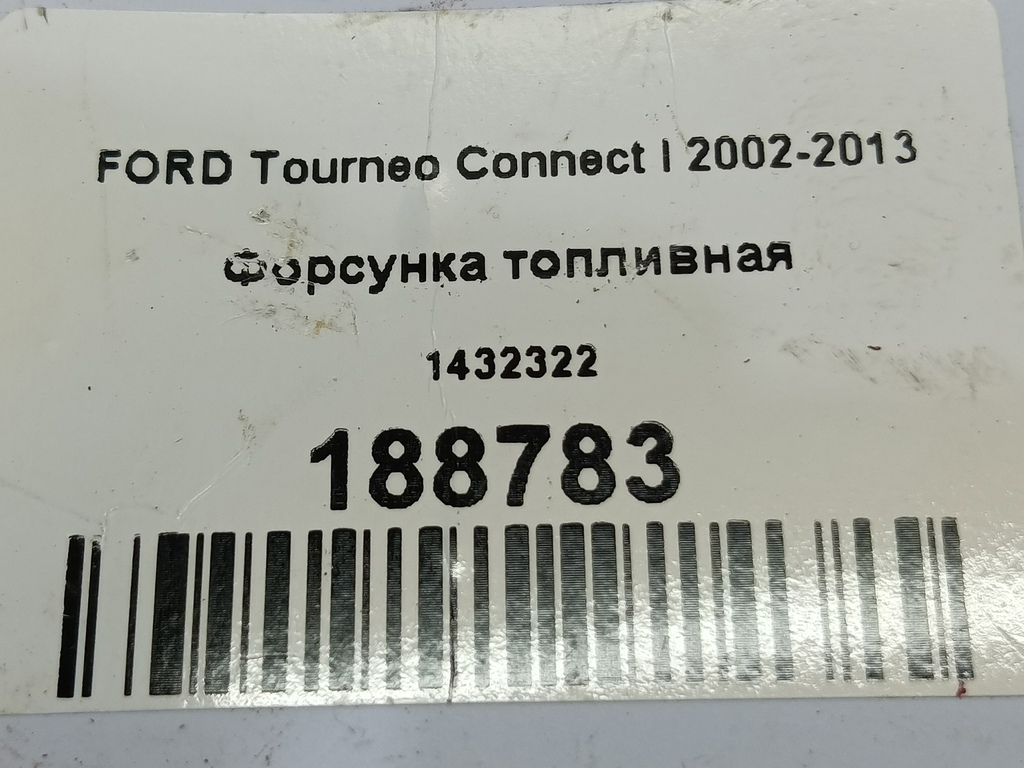 FORD Tourneo Connect I 2002-2013
Форсунка топливная
1432322
188783